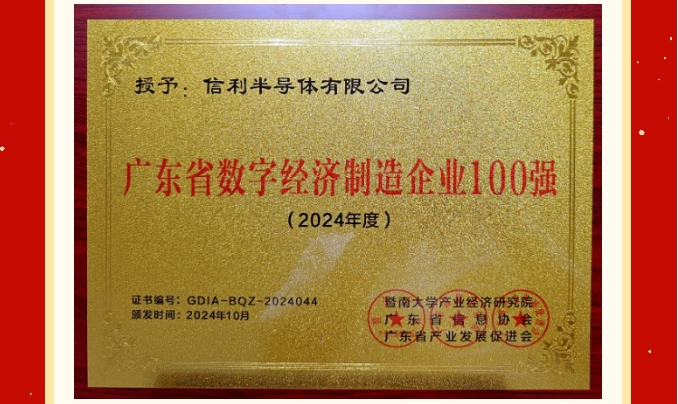 授予：信利半导体有限公司
广东省数字经济制造企业100强
（2024年度）
证书编号：GDIA-BQZ-2024044
颁发时间：2024年10月
暨南大学产业经济研究院
广东省信息协会
广东省产业发展促进会